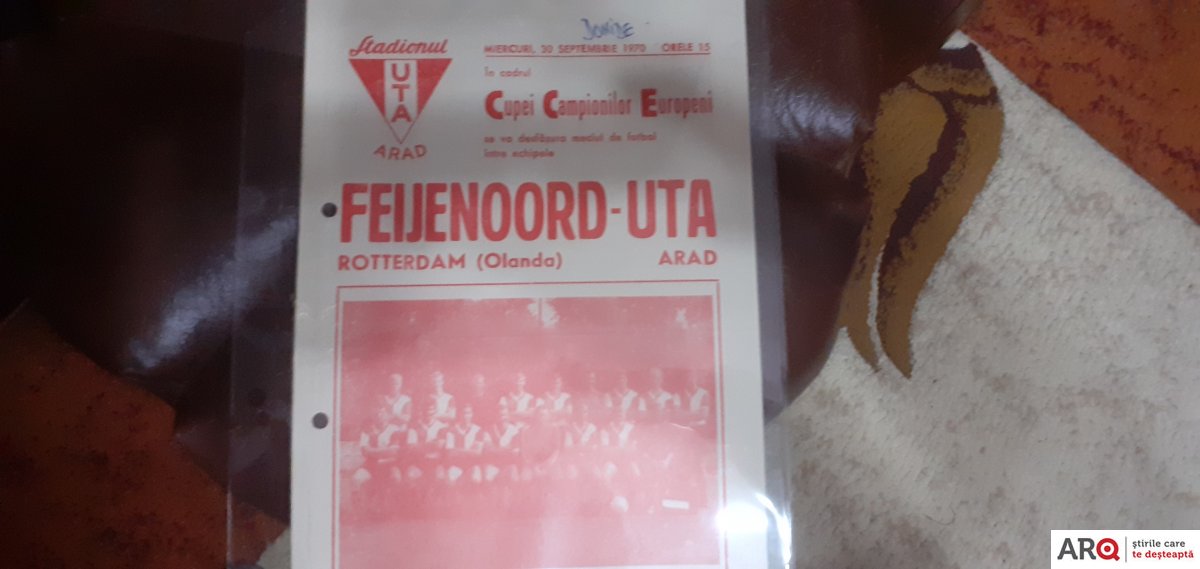 Stadionul
UTA
ARAD
MIERCURI, 30 SEPTEMBRIE 1970 ORELE 15
În cadrul
Cupei Campionilor Europeni
se va desfășura meciul de fotbal
între echipele
FEIJENOORD-UTA
ROTTERDAM (Olanda) ARAD
ARQ
știrile care
te deșteaptă